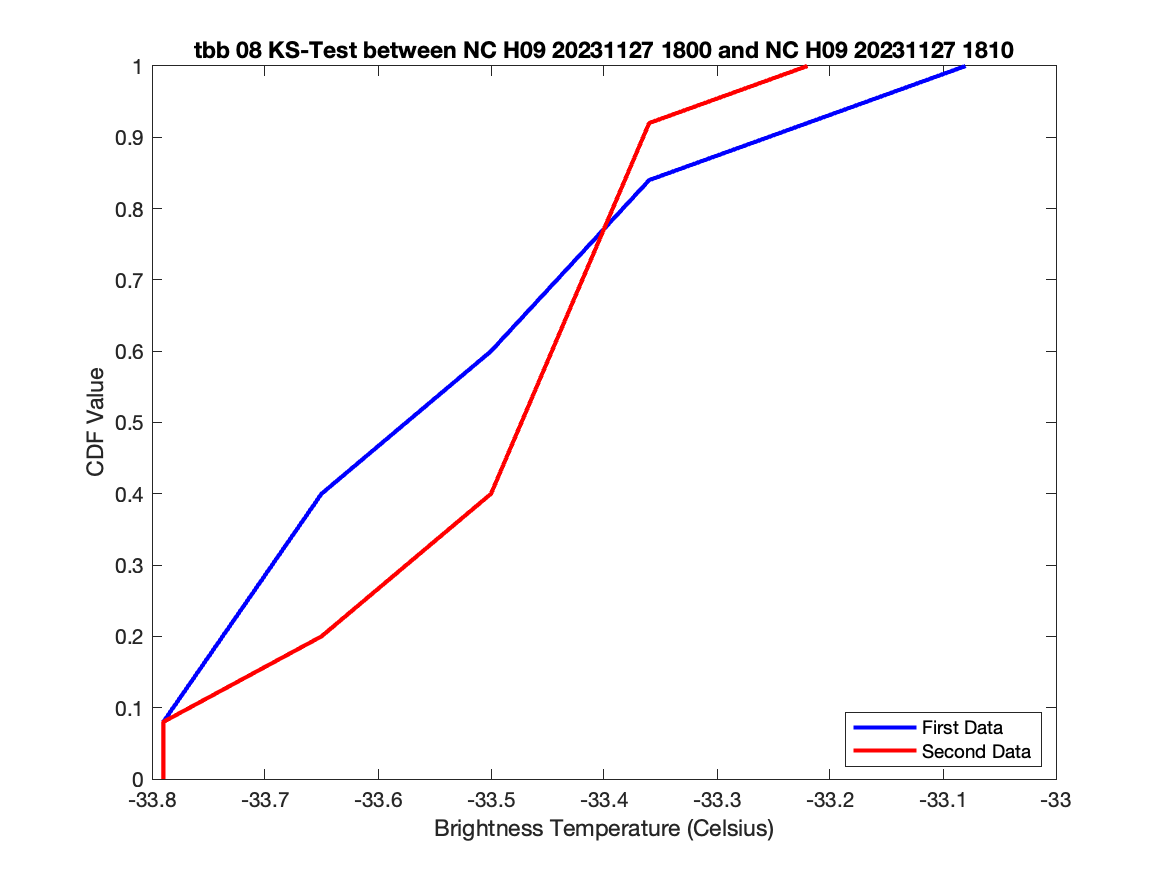 tbb 08 KS-Test between NC H09 20231127 1800 and NC H09 20231127 1810
1
0.9
0.8
0.7
0.6
0.5
0.4
0.3
0.2
0.1
0
CDF Value
First Data
Second Data
-33.8 -33.7 -33.6 -33.5 -33.4 -33.3 -33.2 -33.1 -33
Brightness Temperature (Celsius)